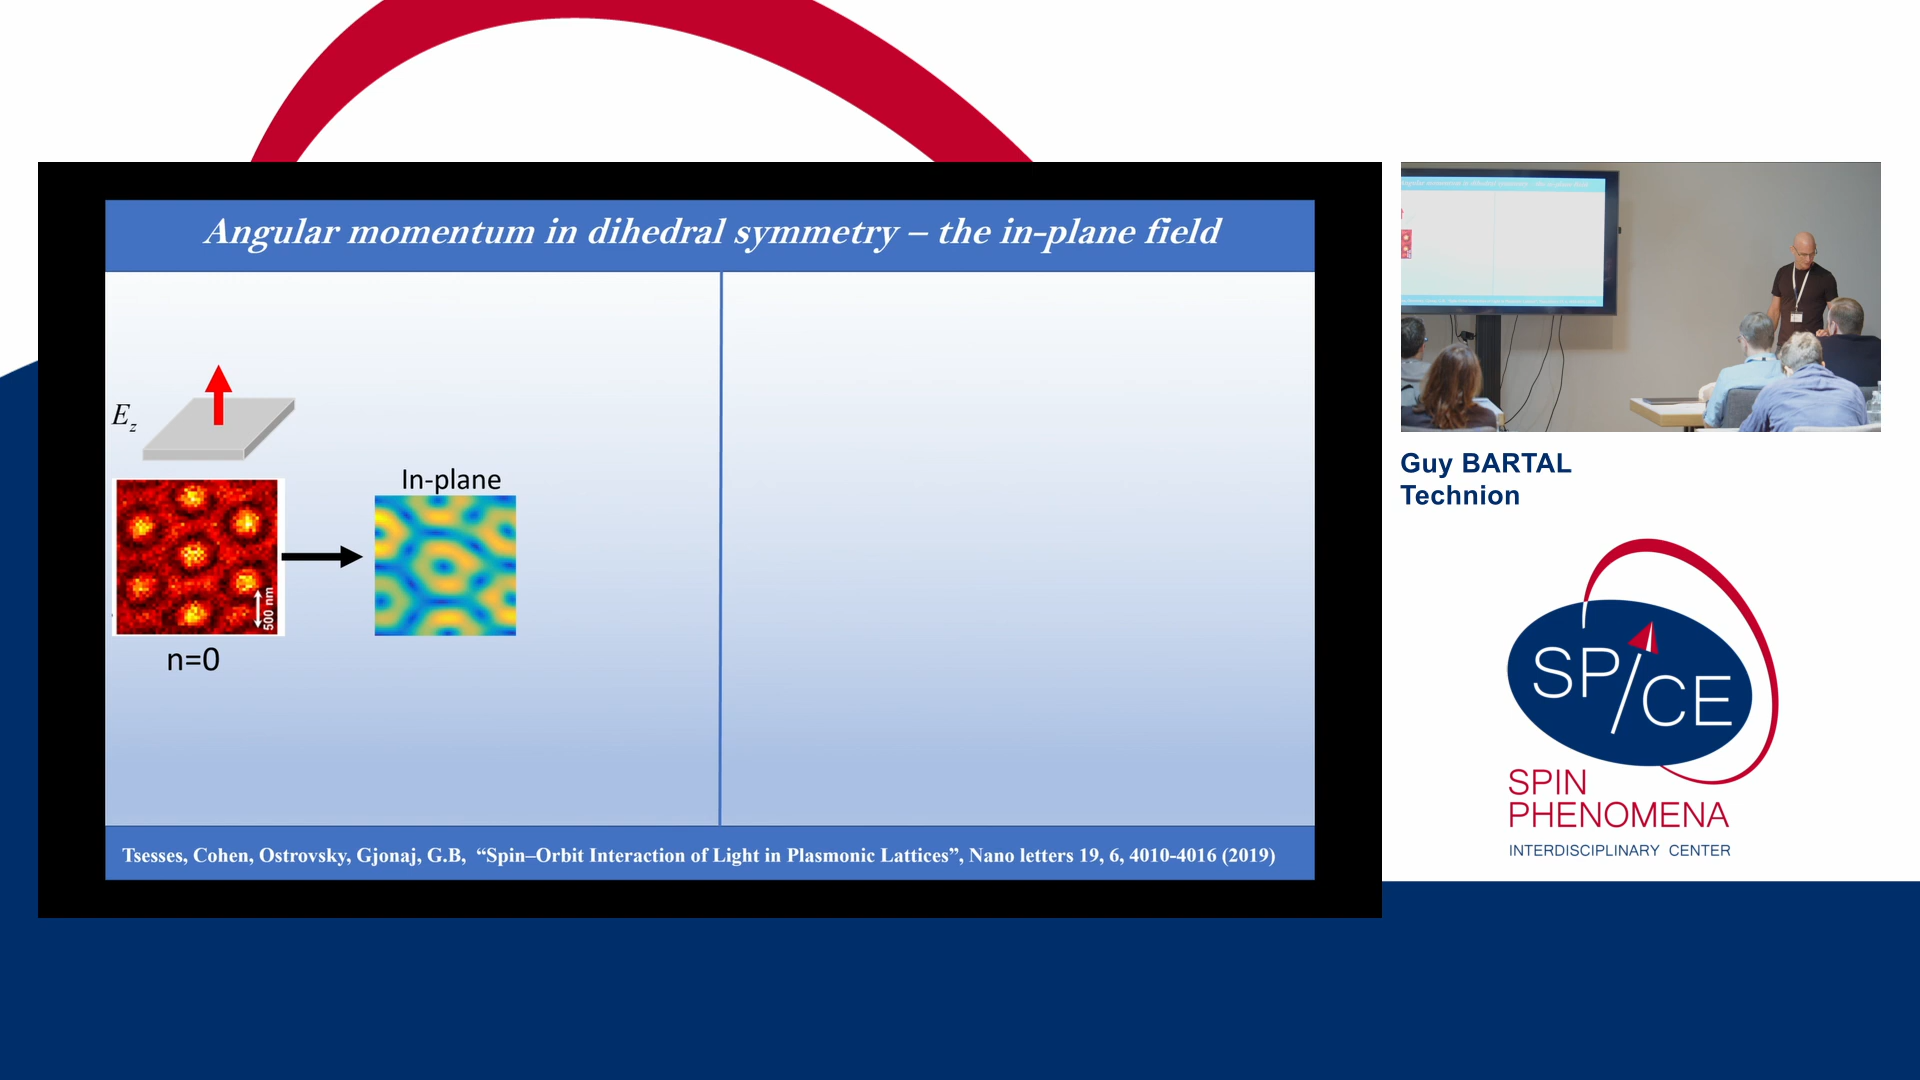 Angular momentum in dihedral symmetry – the in-plane field
E_z
In-plane
500 nm
n=0
Tsesses, Cohen, Ostrovsky, Gjonaj, G.B, “Spin–Orbit Interaction of Light in Plasmonic Lattices”, Nano letters 19, 6, 4010-4016 (2019)
Guy BARTAL
Technion
SP/CE
SPIN
PHENOMENA
INTERDISCIPLINARY CENTER